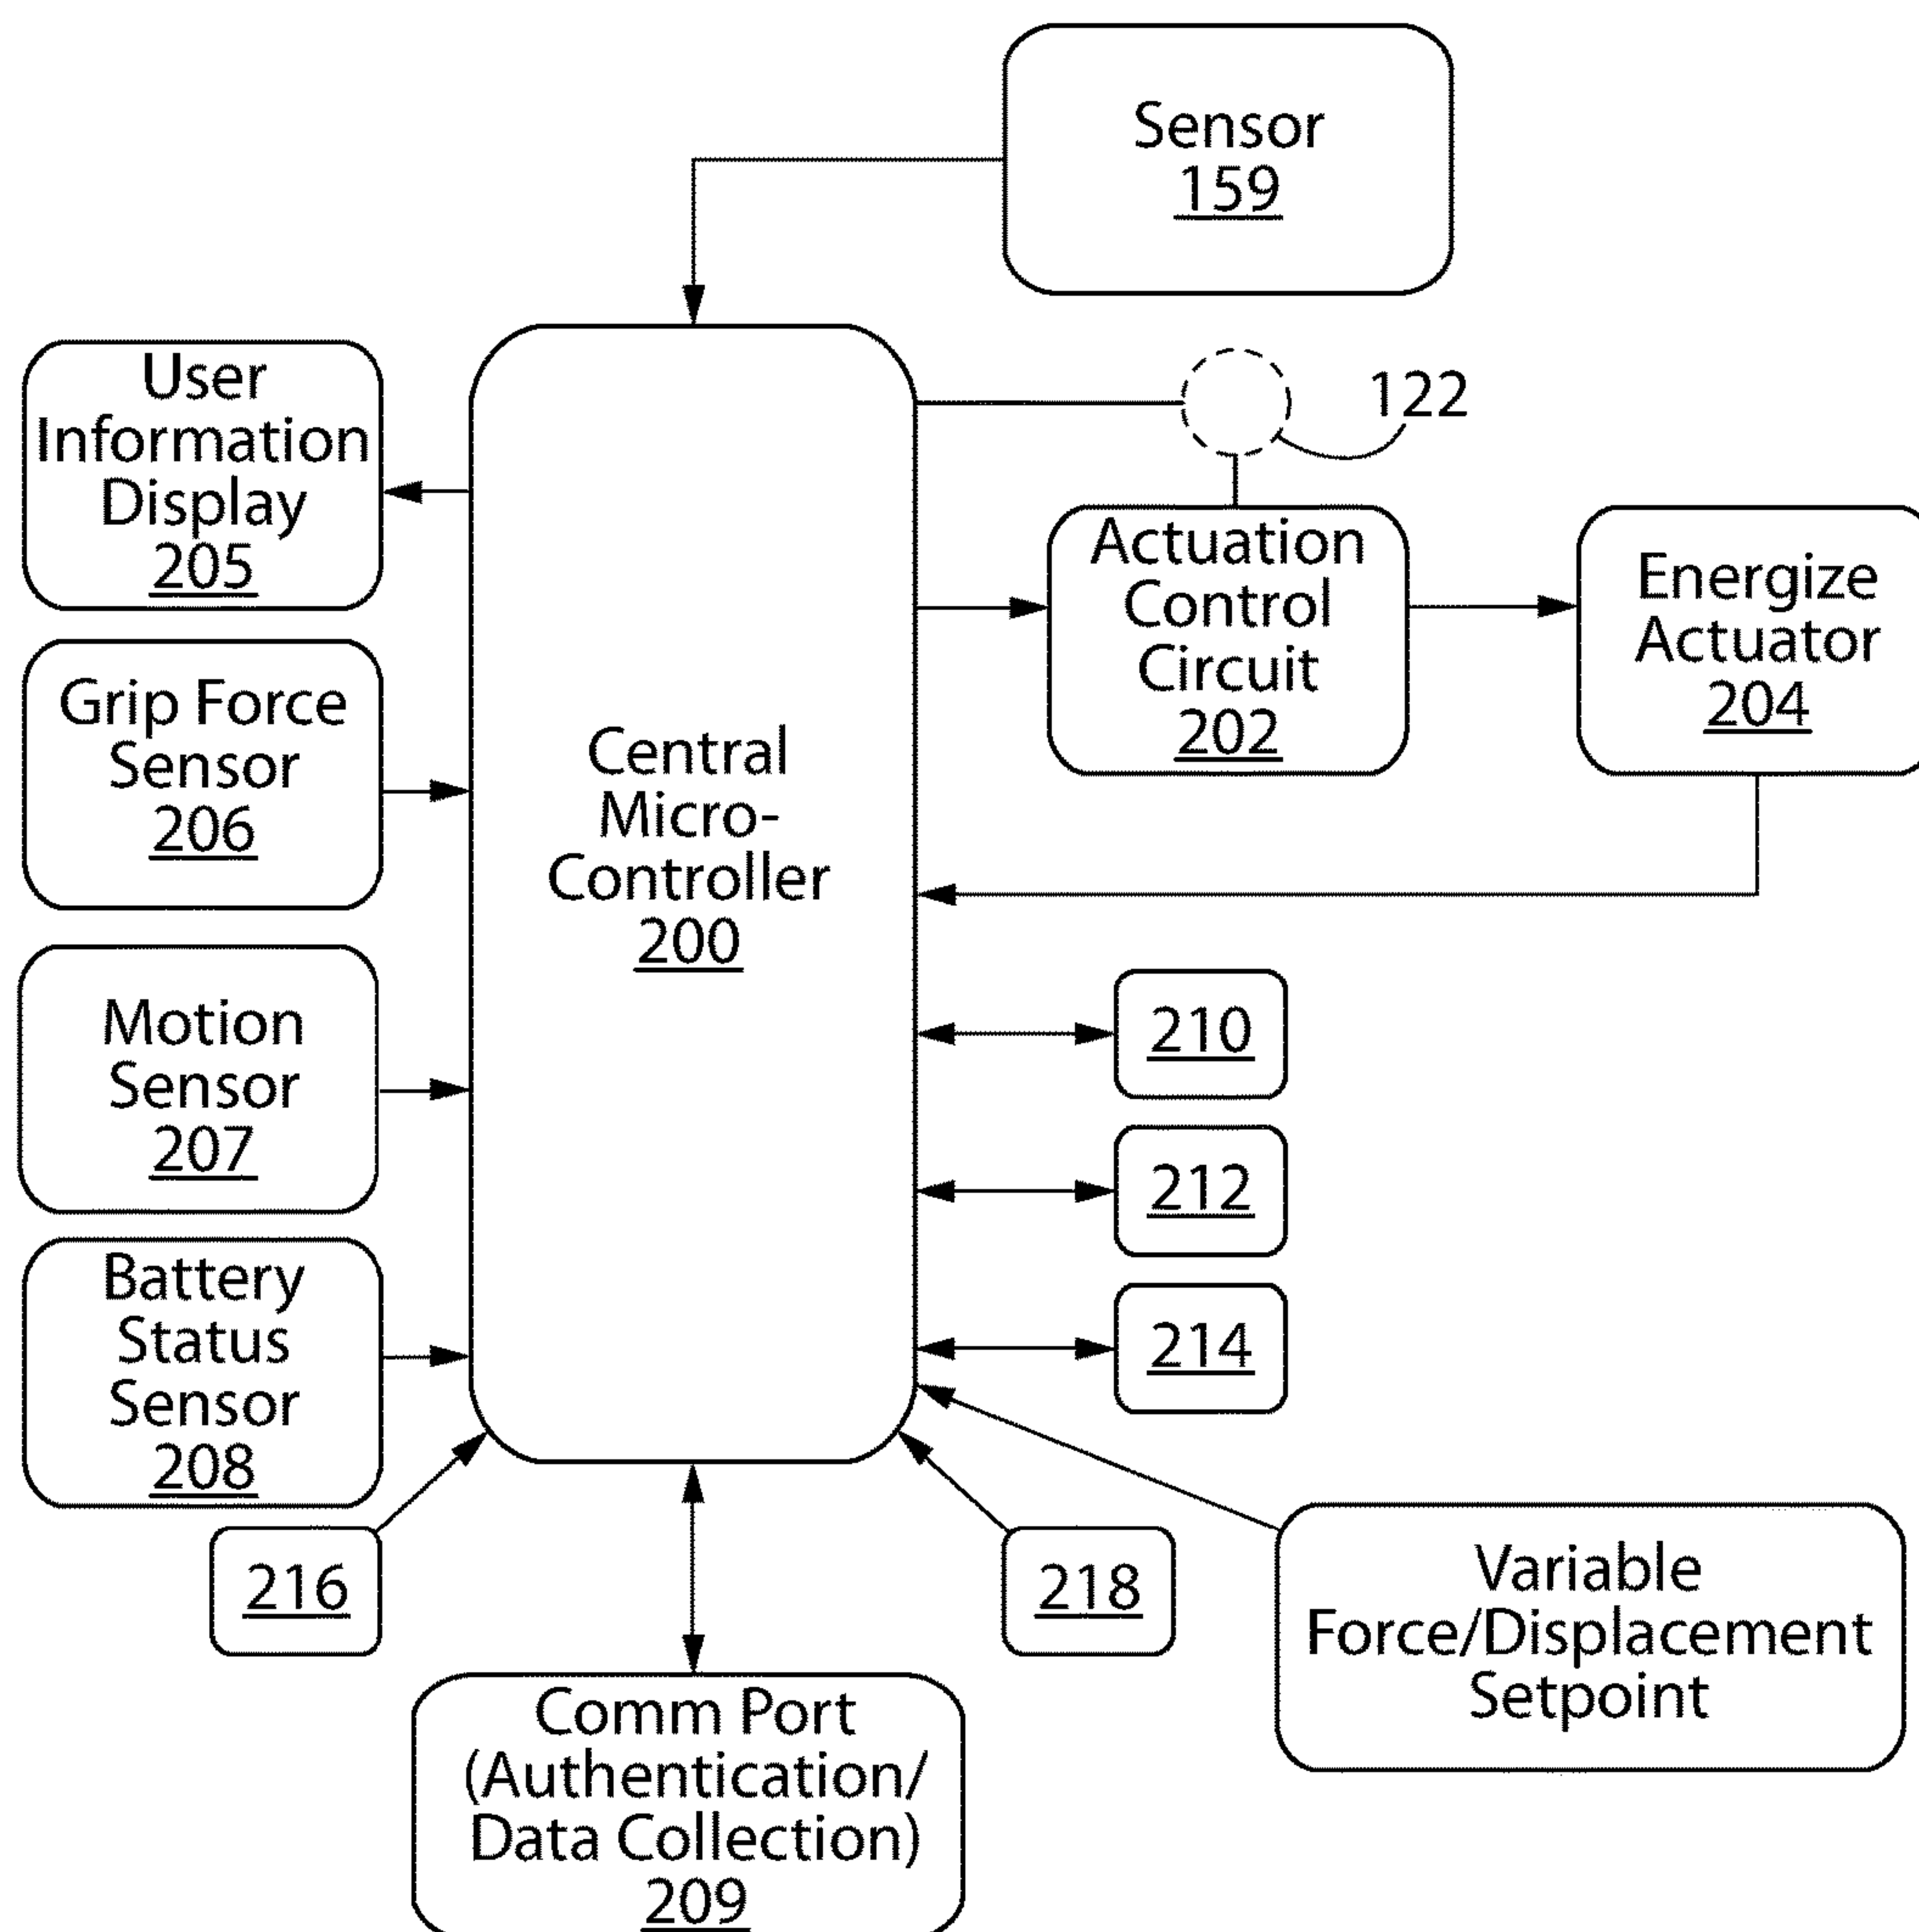 Sensor
159
User
Information
Display
205
122
Actuation
Control
Circuit
202
Energize
Actuator
204
Grip Force
Sensor
206
Central
Micro-
Controller
200
Motion
Sensor
207
210
212
214
Battery
Status
Sensor
208
216
218
Variable
Force/Displacement
Setpoint
Comm Port
(Authentication/
Data Collection)
209